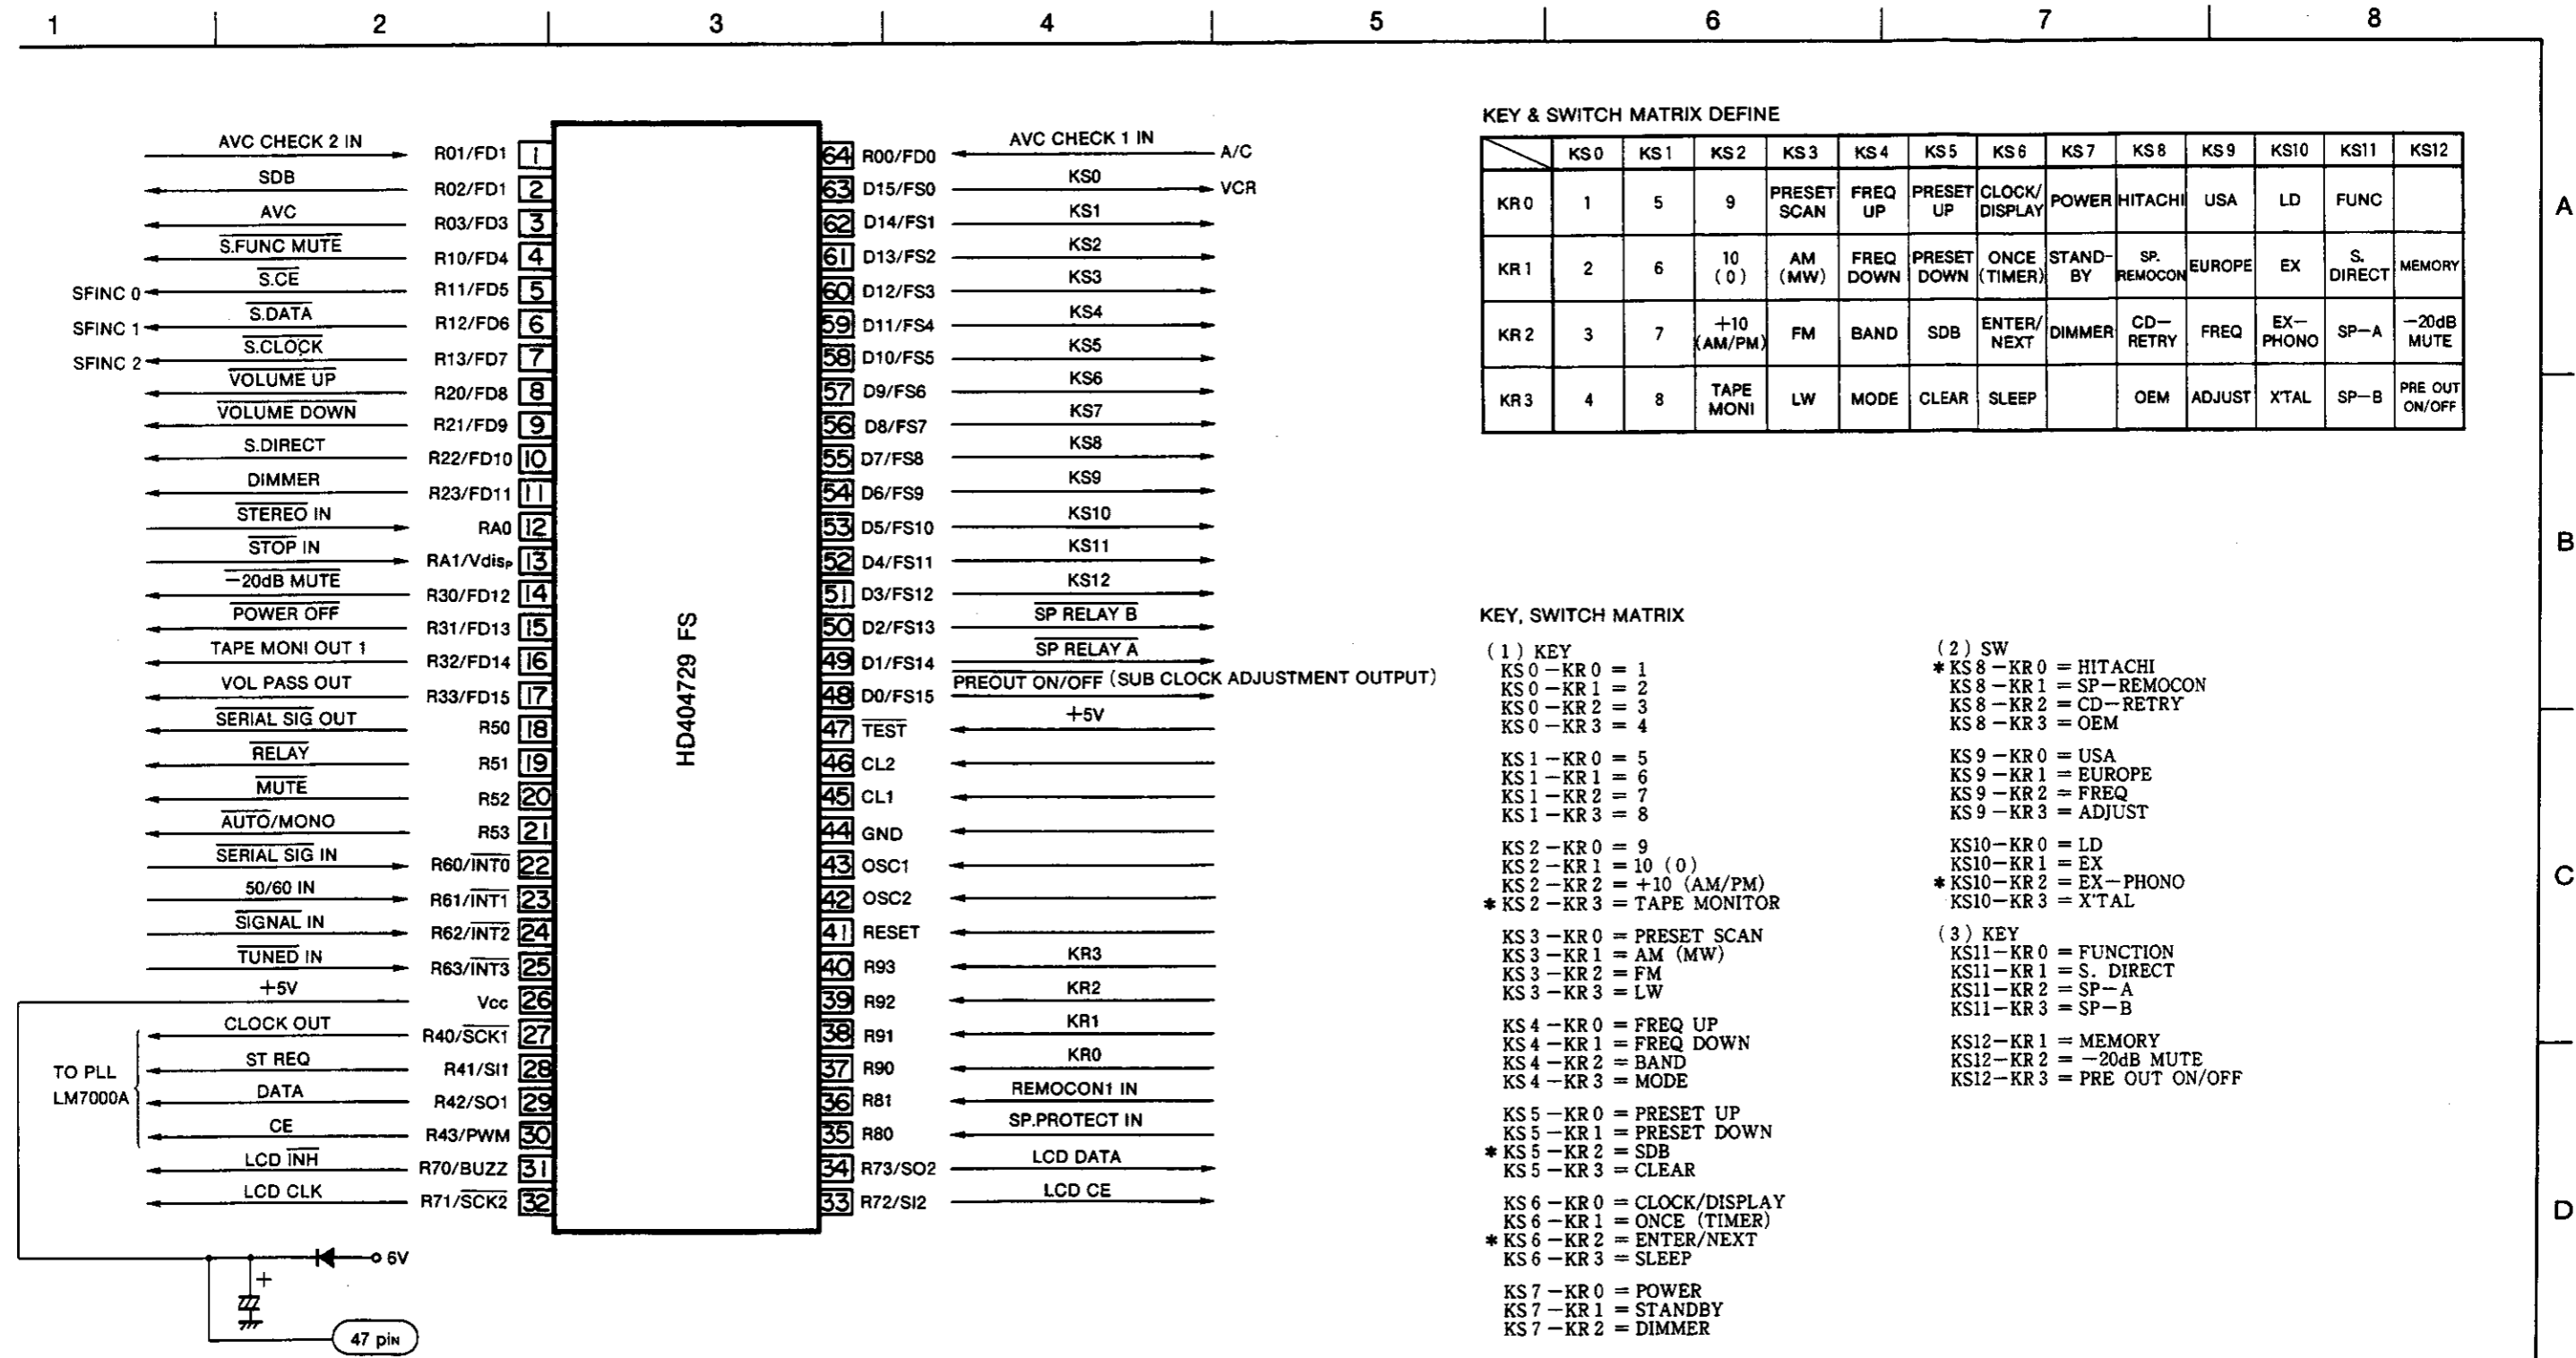 1 2 3 4 5 6 7 8
A
B
C
D
AVC CHECK 2 IN R01/FD1 1
SDB R02/FD1 2
AVC R03/FD3 3
S.FUNC MUTE R10/FD4 4
SFINC 0 S.CE R11/FD5 5
SFINC 1 S.DATA R12/FD6 6
SFINC 2 S.CLOCK R13/FD7 7
VOLUME UP R20/FD8 8
VOLUME DOWN R21/FD9 9
S.DIRECT R22/FD10 10
DIMMER R23/FD11 11
STEREO IN RA0 12
STOP IN RA1/VdisP 13
−20dB MUTE R30/FD12 14
POWER OFF R31/FD13 15
TAPE MONI OUT 1 R32/FD14 16
VOL PASS OUT R33/FD15 17
SERIAL SIG OUT R50 18
RELAY R51 19
MUTE R52 20
AUTO/MONO R53 21
SERIAL SIG IN R60/INT0 22
50/60 IN R61/INT1 23
SIGNAL IN R62/INT2 24
TUNED IN R63/INT3 25
+5V Vcc 26
CLOCK OUT R40/SCK1 27
ST REQ R41/SI1 28
DATA R42/SO1 29
CE R43/PWM 30
TO PLL
LM7000A
LCD INH R70/BUZZ 31
LCD CLK R71/SCK2 32
6V
+
47 pin
HD404729 FS
64 R00/FD0 AVC CHECK 1 IN A/C
63 D15/FS0 KS0 VCR
62 D14/FS1 KS1
61 D13/FS2 KS2
60 D12/FS3 KS3
59 D11/FS4 KS4
58 D10/FS5 KS5
57 D9/FS6 KS6
56 D8/FS7 KS7
55 D7/FS8 KS8
54 D6/FS9 KS9
53 D5/FS10 KS10
52 D4/FS11 KS11
51 D3/FS12 KS12
50 D2/FS13 SP RELAY B
49 D1/FS14 SP RELAY A
48 D0/FS15 PREOUT ON/OFF (SUB CLOCK ADJUSTMENT OUTPUT)
47 TEST +5V
46 CL2
45 CL1
44 GND
43 OSC1
42 OSC2
41 RESET
40 R93 KR3
39 R92 KR2
38 R91 KR1
37 R90 KR0
36 R81 REMOCON1 IN
35 R80 SP.PROTECT IN
34 R73/SO2 LCD DATA
33 R72/SI2 LCD CE
KEY & SWITCH MATRIX DEFINE
KS0 KS1 KS2 KS3 KS4 KS5 KS6 KS7 KS8 KS9 KS10 KS11 KS12
KR0 1 5 9 PRESET SCAN FREQ UP PRESET UP CLOCK/ DISPLAY POWER HITACHI USA LD FUNC
KR1 2 6 10 (0) AM (MW) FREQ DOWN PRESET DOWN ONCE (TIMER) STAND-BY SP. REMOCON EUROPE EX S. DIRECT MEMORY
KR2 3 7 +10 (AM/PM) FM BAND SDB ENTER/ NEXT DIMMER CD− RETRY FREQ EX− PHONO SP−A −20dB MUTE
KR3 4 8 TAPE MONI LW MODE CLEAR SLEEP OEM ADJUST X'TAL SP−B PRE OUT ON/OFF
KEY, SWITCH MATRIX
(1) KEY
KS0−KR0 = 1
KS0−KR1 = 2
KS0−KR2 = 3
KS0−KR3 = 4
KS1−KR0 = 5
KS1−KR1 = 6
KS1−KR2 = 7
KS1−KR3 = 8
KS2−KR0 = 9
KS2−KR1 = 10 (0)
KS2−KR2 = +10 (AM/PM)
*KS2−KR3 = TAPE MONITOR
KS3−KR0 = PRESET SCAN
KS3−KR1 = AM (MW)
KS3−KR2 = FM
KS3−KR3 = LW
KS4−KR0 = FREQ UP
KS4−KR1 = FREQ DOWN
KS4−KR2 = BAND
KS4−KR3 = MODE
KS5−KR0 = PRESET UP
KS5−KR1 = PRESET DOWN
*KS5−KR2 = SDB
KS5−KR3 = CLEAR
KS6−KR0 = CLOCK/DISPLAY
KS6−KR1 = ONCE (TIMER)
*KS6−KR2 = ENTER/NEXT
KS6−KR3 = SLEEP
KS7−KR0 = POWER
KS7−KR1 = STANDBY
KS7−KR2 = DIMMER
(2) SW
*KS8−KR0 = HITACHI
KS8−KR1 = SP−REMOCON
KS8−KR2 = CD−RETRY
KS8−KR3 = OEM
KS9−KR0 = USA
KS9−KR1 = EUROPE
KS9−KR2 = FREQ
KS9−KR3 = ADJUST
KS10−KR0 = LD
KS10−KR1 = EX
*KS10−KR2 = EX−PHONO
KS10−KR3 = X'TAL
(3) KEY
KS11−KR0 = FUNCTION
KS11−KR1 = S. DIRECT
KS11−KR2 = SP−A
KS11−KR3 = SP−B
KS12−KR1 = MEMORY
KS12−KR2 = −20dB MUTE
KS12−KR3 = PRE OUT ON/OFF